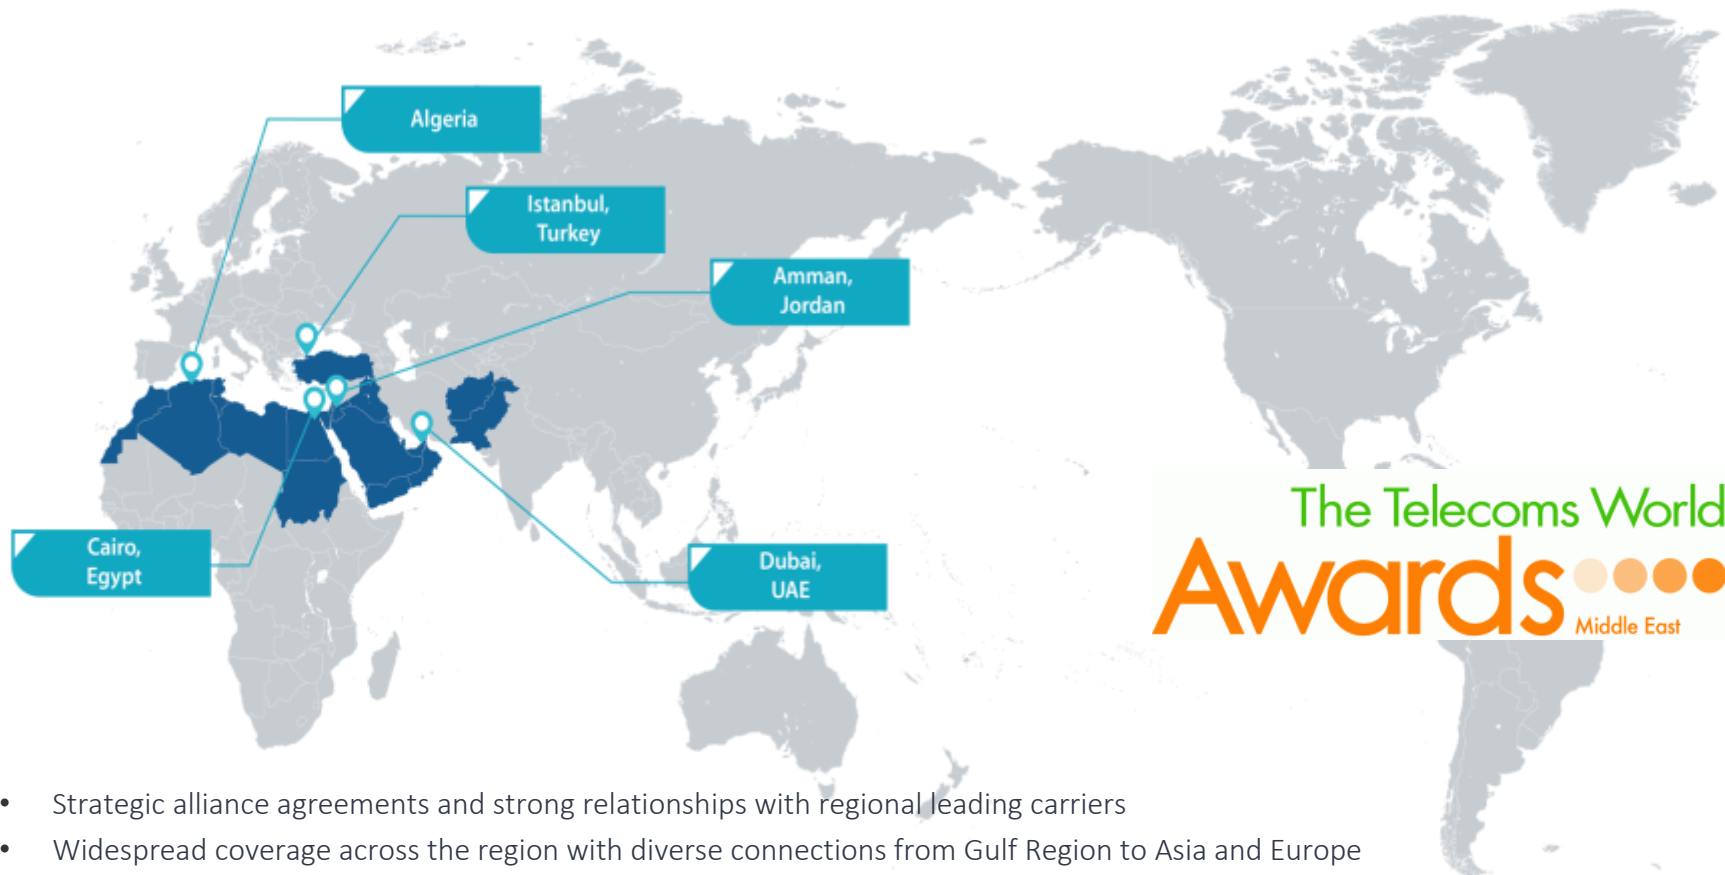 Algeria
Istanbul,
Turkey
Amman,
Jordan
Cairo,
Egypt
Dubai,
UAE
The Telecoms World
Awards
Middle East
• Strategic alliance agreements and strong relationships with regional leading carriers
• Widespread coverage across the region with diverse connections from Gulf Region to Asia and Europe